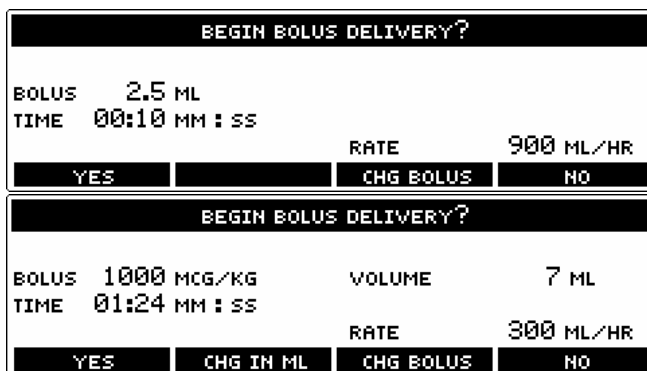 BEGIN BOLUS DELIVERY?
BOLUS 2.5 ML
TIME 00:10 MM : SS
RATE 900 ML/HR
YES CHG BOLUS NO
BEGIN BOLUS DELIVERY?
BOLUS 1000 MCG/KG VOLUME 7 ML
TIME 01:24 MM : SS
RATE 300 ML/HR
YES CHG IN ML CHG BOLUS NO